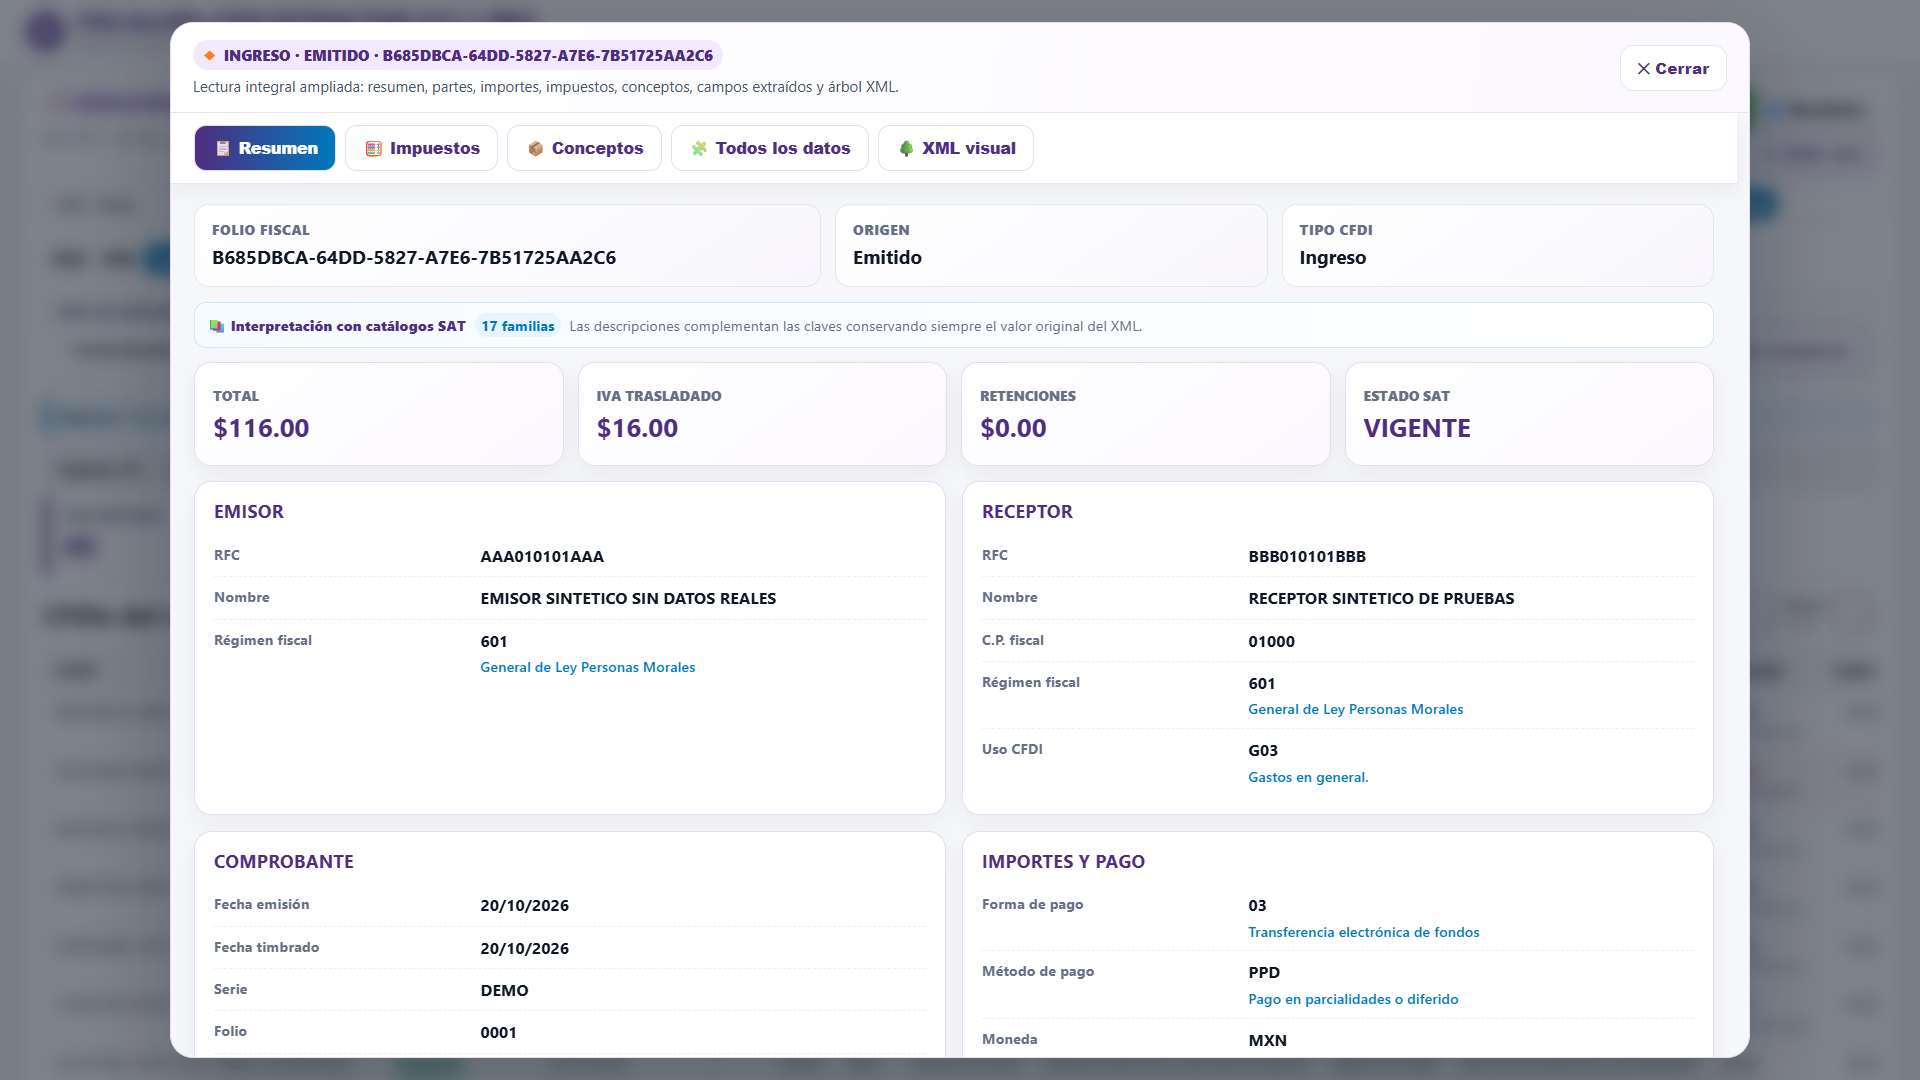 INGRESO · EMITIDO · B685DBCA-64DD-5827-A7E6-7B51725AA2C6
Lectura integral ampliada: resumen, partes, importes, impuestos, conceptos, campos extraídos y árbol XML.
Cerrar
Resumen
Impuestos
Conceptos
Todos los datos
XML visual
FOLIO FISCAL
B685DBCA-64DD-5827-A7E6-7B51725AA2C6
ORIGEN
Emitido
TIPO CFDI
Ingreso
Interpretación con catálogos SAT 17 familias Las descripciones complementan las claves conservando siempre el valor original del XML.
TOTAL
$116.00
IVA TRASLADADO
$16.00
RETENCIONES
$0.00
ESTADO SAT
VIGENTE
EMISOR
RFC AAA010101AAA
Nombre EMISOR SINTETICO SIN DATOS REALES
Régimen fiscal 601
General de Ley Personas Morales
RECEPTOR
RFC BBB010101BBB
Nombre RECEPTOR SINTETICO DE PRUEBAS
C.P. fiscal 01000
Régimen fiscal 601
General de Ley Personas Morales
Uso CFDI G03
Gastos en general.
COMPROBANTE
Fecha emisión 20/10/2026
Fecha timbrado 20/10/2026
Serie DEMO
Folio 0001
IMPORTES Y PAGO
Forma de pago 03
Transferencia electrónica de fondos
Método de pago PPD
Pago en parcialidades o diferido
Moneda MXN